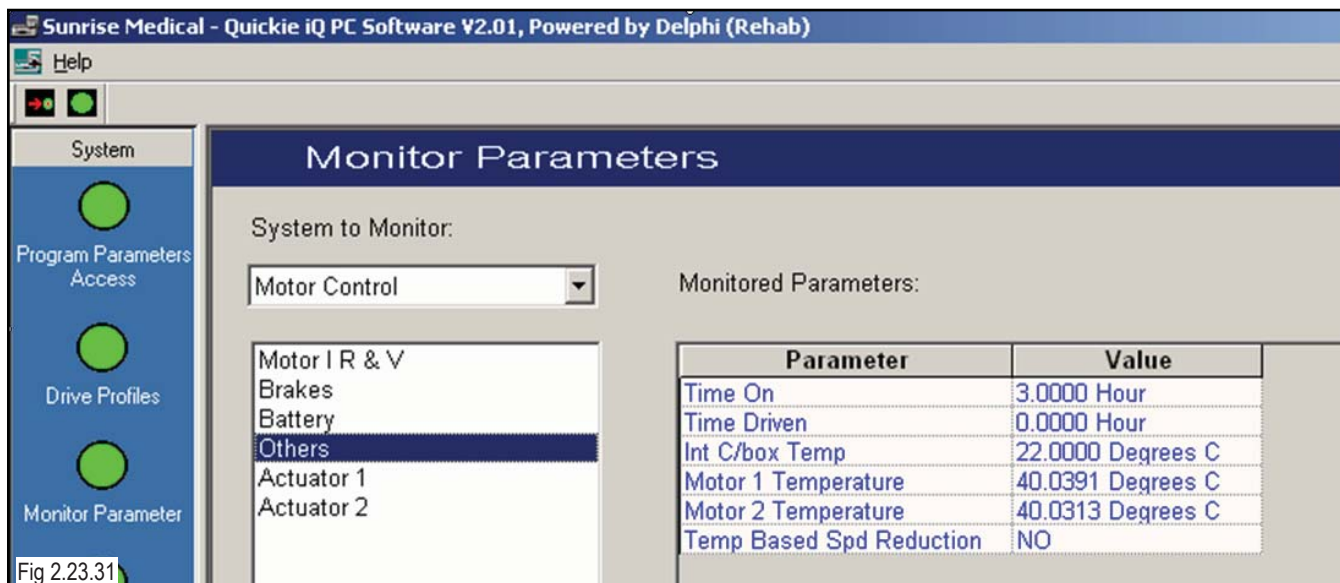 Sunrise Medical - Quickie iQ PC Software V2.01, Powered by Delphi (Rehab)
Help
System
Program Parameters
Access
Drive Profiles
Monitor Parameter
Fig 2.23.31
Monitor Parameters
System to Monitor:
Motor Control
Motor I R & V
Brakes
Battery
Others
Actuator 1
Actuator 2
Monitored Parameters:
Parameter Value
Time On 3.0000 Hour
Time Driven 0.0000 Hour
Int C/box Temp 22.0000 Degrees C
Motor 1 Temperature 40.0391 Degrees C
Motor 2 Temperature 40.0313 Degrees C
Temp Based Spd Reduction NO